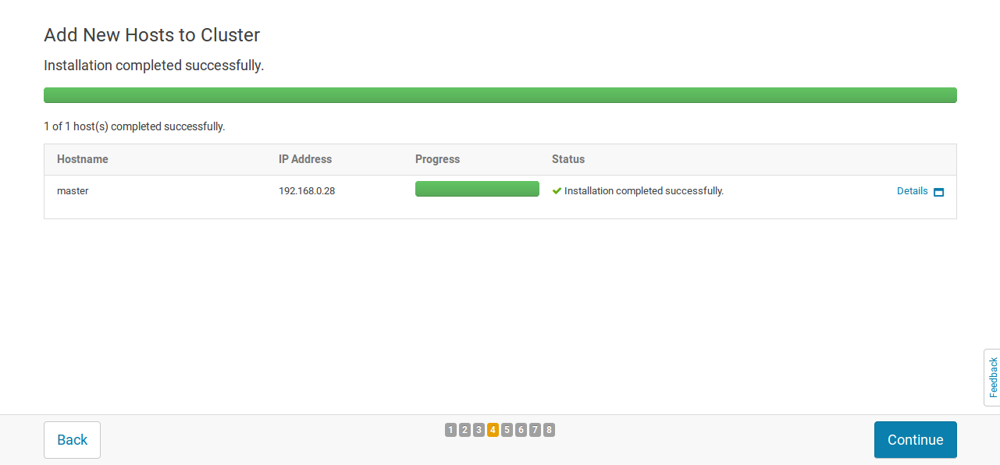 Add New Hosts to Cluster
Installation completed successfully.
1 of 1 host(s) completed successfully.
Hostname IP Address Progress Status
master 192.168.0.28 Installation completed successfully. Details
Feedback
Back 1 2 3 4 5 6 7 8 Continue